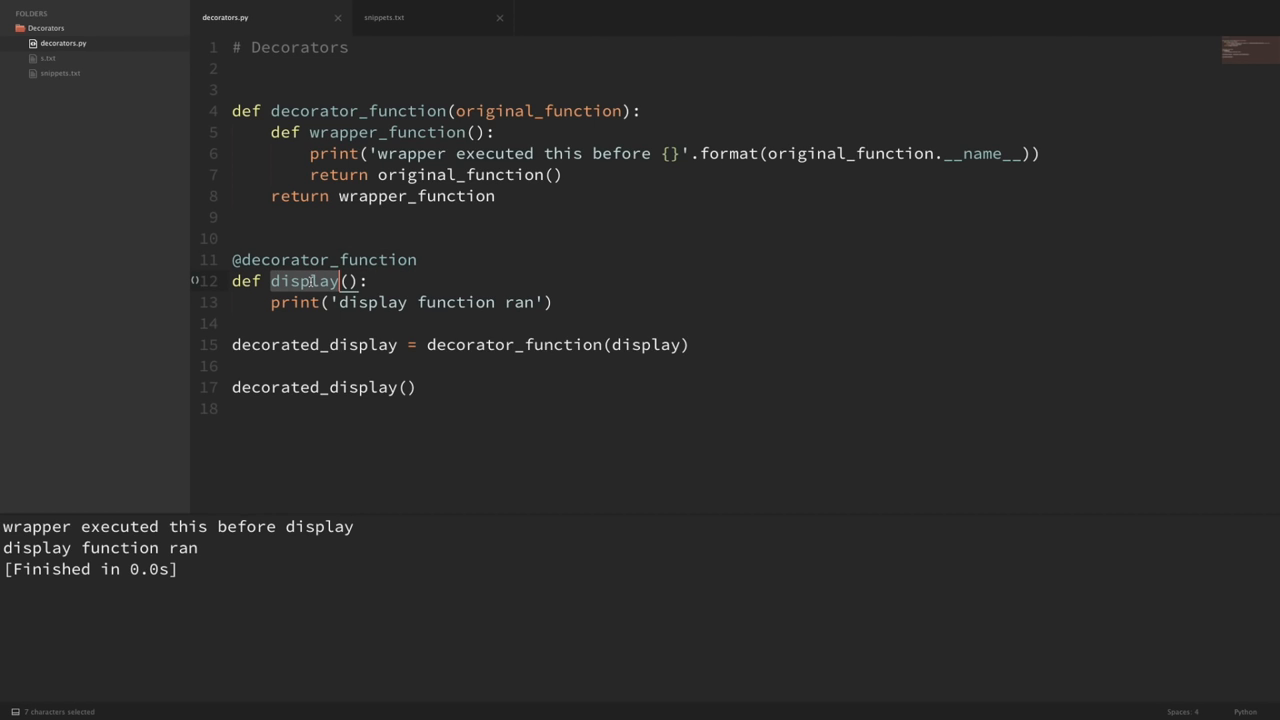 FOLDERS
Decorators
decorators.py
s.txt
snippets.txt
decorators.py × snippets.txt ×
1 # Decorators
2
3
4 def decorator_function(original_function):
5     def wrapper_function():
6         print('wrapper executed this before {}'.format(original_function.__name__))
7         return original_function()
8     return wrapper_function
9
10
11 @decorator_function
12 def display():
13     print('display function ran')
14
15 decorated_display = decorator_function(display)
16
17 decorated_display()
18
wrapper executed this before display
display function ran
[Finished in 0.0s]
7 characters selected Spaces: 4 Python